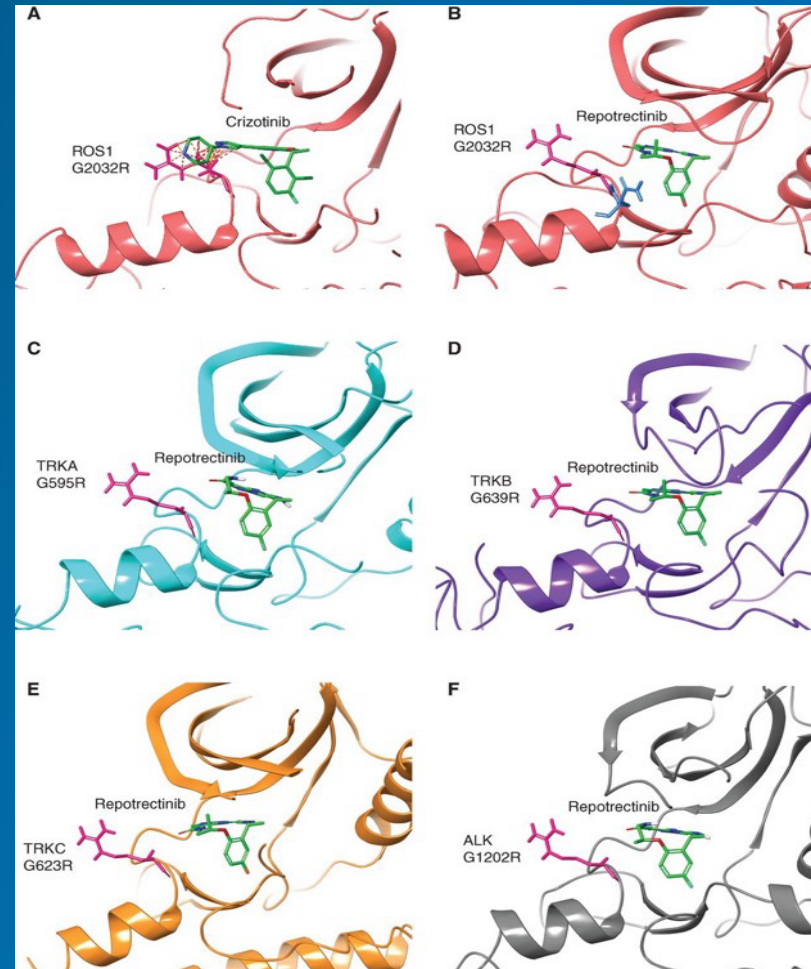 A
Crizotinib
ROS1
G2032R
B
Repotrectinib
ROS1
G2032R
C
Repotrectinib
TRKA
G595R
D
Repotrectinib
TRKB
G639R
E
Repotrectinib
TRKC
G623R
F
Repotrectinib
ALK
G1202R